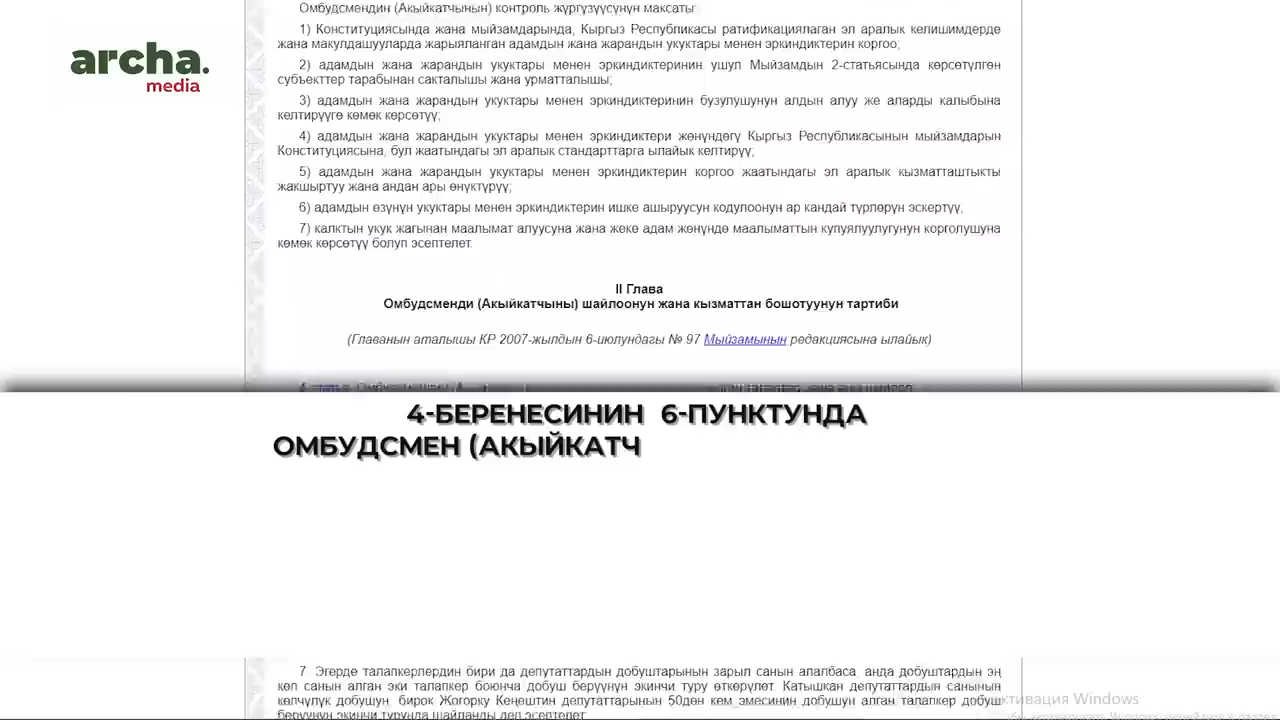 Омбудсмендин (Акыйкатчынын) контроль жүргүзүүсүнүн максаты:
archa.
media
1) Конституциясында жана мыйзамдарында, Кыргыз Республикасы ратификациялаган эл аралык келишимдерде
жана макулдашууларда жарыяланган адамдын жана жарандын укуктары менен эркиндиктерин коргоо;
2) адамдын жана жарандын укуктары менен эркиндиктеринин ушул Мыйзамдын 2-статьясында көрсөтүлгөн
субъекттер тарабынан сакталышы жана урматталышы;
3) адамдын жана жарандын укуктары менен эркиндиктеринин бузулушунун алдын алуу же аларды калыбына
келтирүүгө көмөк көрсөтүү;
4) адамдын жана жарандын укуктары менен эркиндиктери жөнүндөгү Кыргыз Республикасынын мыйзамдарын
Конституциясына, бул жаатындагы эл аралык стандарттарга ылайык келтирүү;
5) адамдын жана жарандын укуктары менен эркиндиктерин коргоо жаатындагы эл аралык кызматташтыкты
жакшыртуу жана андан ары өнүктүрүү;
6) адамдын өзүнүн укуктары менен эркиндиктерин ишке ашыруусун кодулоонун ар кандай түрлөрүн эскертүү;
7) калктын укук жагынан маалымат алуусуна жана жеке адам жөнүндө маалыматтын купуялуулугунун корголушуна
көмөк көрсөтүү болуп эсептелет.
II Глава
Омбудсменди (Акыйкатчыны) шайлоонун жана кызматтан бошотуунун тартиби
(Главанын аталышы КР 2007-жылдын 6-июлундагы № 97 Мыйзамынын редакциясына ылайык)
4-БЕРЕНЕСИНИН 6-ПУНКТУНДА
ОМБУДСМЕН (АКЫЙКАТЧ
7. Эгерде талапкерлердин бири да депутаттардын добуштарынын зарыл санын алалбаса, анда добуштардын эң
көп санын алган эки талапкер боюнча добуш берүүнүн экинчи туру өткөрүлөт. Катышкан депутаттардын санынын
көпчүлүк добушун, бирок Жогорку Кеңештин депутаттарынын 50дөн кем эмесинин добушун алган талапкер добуш
берүүнүн экинчи турунда шайланды деп эсептелет.
активация Windows